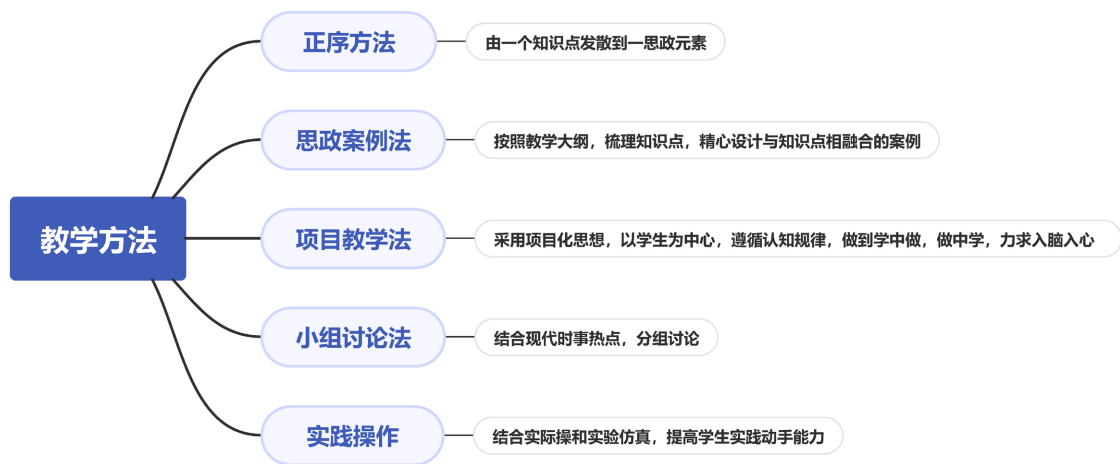 教学方法
正序方法
由一个知识点发散到一思政元素
思政案例法
按照教学大纲，梳理知识点，精心设计与知识点相融合的案例
项目教学法
采用项目化思想，以学生为中心，遵循认知规律，做到学中做，做中学，力求入脑入心
小组讨论法
结合现代时事热点，分组讨论
实践操作
结合实际操和实验仿真，提高学生实践动手能力